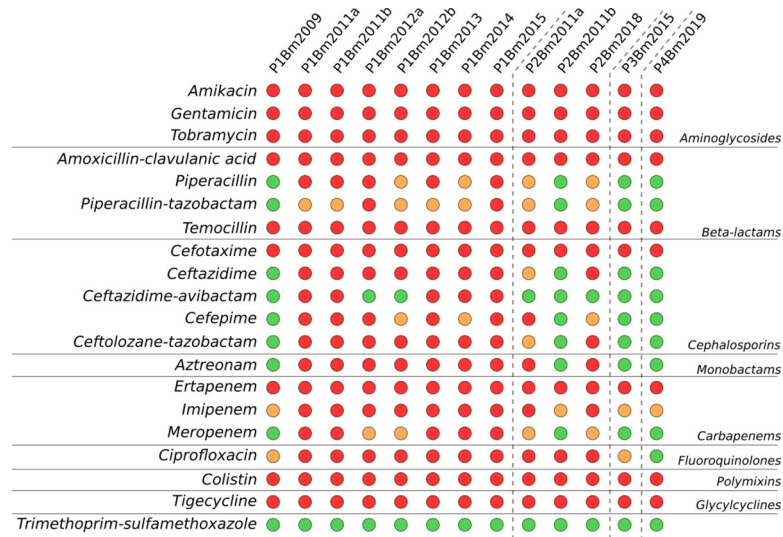 P1Bm2009 P1Bm2011a P1Bm2011b P1Bm2012a P1Bm2012b P1Bm2013 P1Bm2014 P1Bm2015 P2Bm2011a P2Bm2011b P2Bm2018 P3Bm2015 P4Bm2019
Amikacin
Gentamicin
Tobramycin
Aminoglycosides
Amoxicillin-clavulanic acid
Piperacillin
Piperacillin-tazobactam
Temocillin
Beta-lactams
Cefotaxime
Ceftazidime
Ceftazidime-avibactam
Cefepime
Ceftolozane-tazobactam
Cephalosporins
Aztreonam
Monobactams
Ertapenem
Imipenem
Meropenem
Carbapenems
Ciprofloxacin
Fluoroquinolones
Colistin
Polymixins
Tigecycline
Glycylcyclines
Trimethoprim-sulfamethoxazole